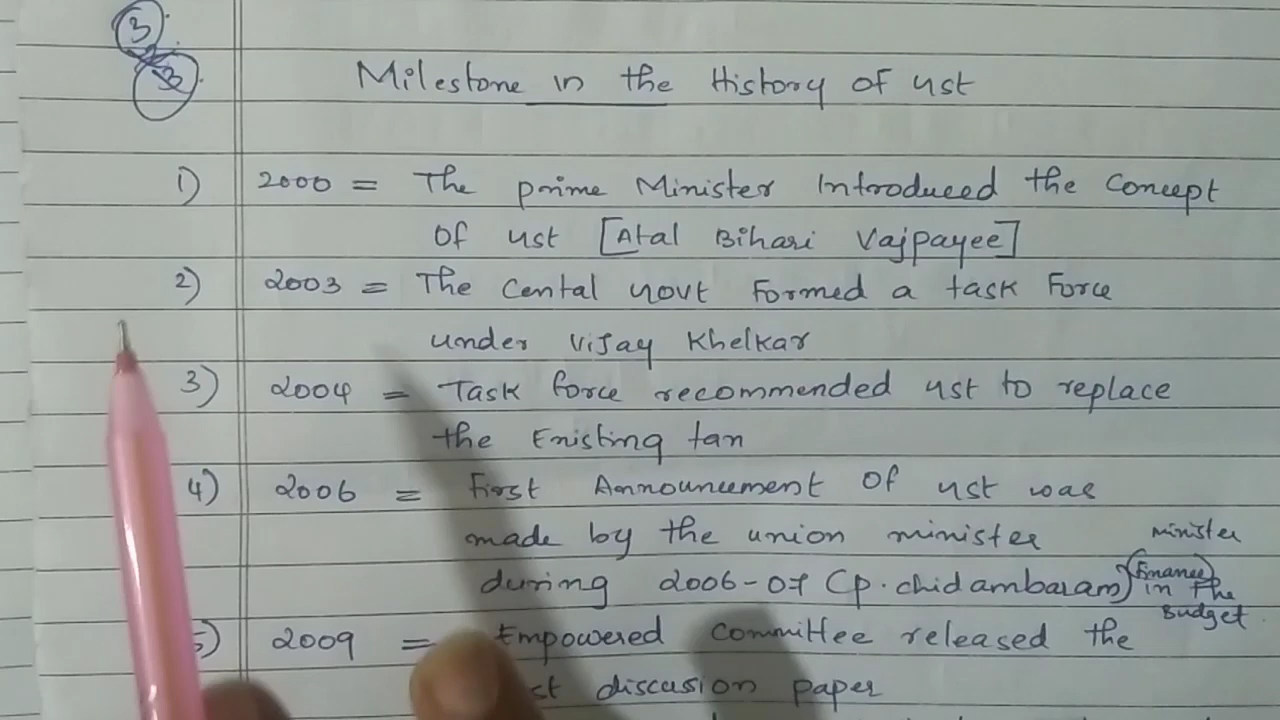 3
3
Milestone in the History of GST
1) 2000 = The prime Minister Introduced the Concept
Of GST [Atal Bihari Vajpayee]
2) 2003 = The Cental Govt Formed a task Force
under Vijay Khelkar
3) 2004 = Task force recommended GST to replace
the Existing tax
4) 2006 = First Announcement Of GST was
made by the union minister minister
during 2006-07 (p.chidambaram) (Finance) in the
Budget.
5) 2009 = Empowered Committee released the
discussion paper